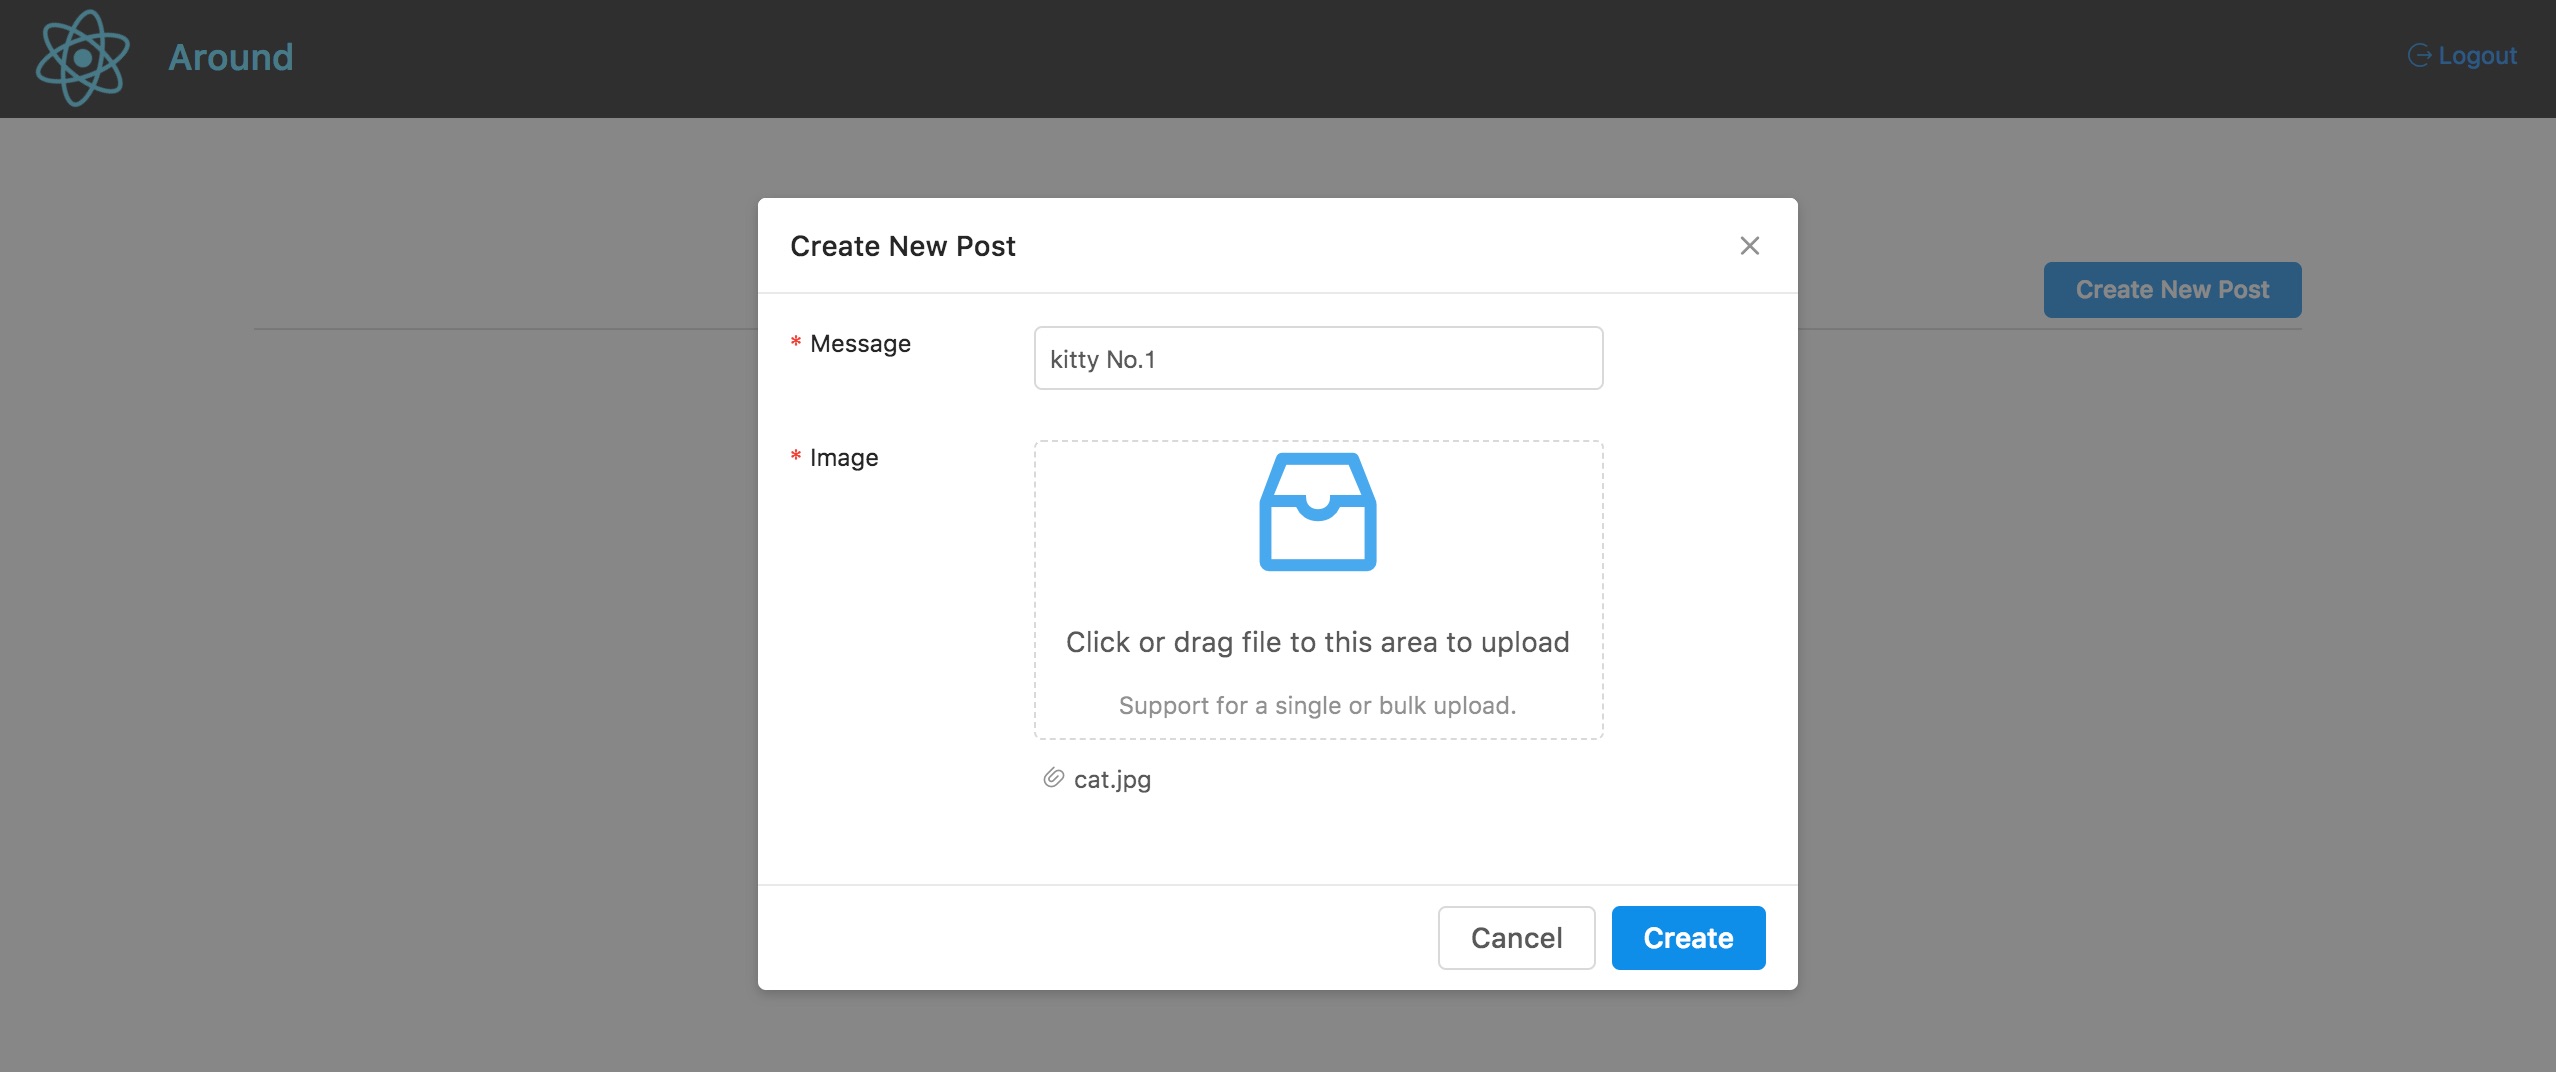 Around
Logout
Create New Post
Create New Post
* Message
kitty No.1
* Image
Click or drag file to this area to upload
Support for a single or bulk upload.
cat.jpg
Cancel
Create